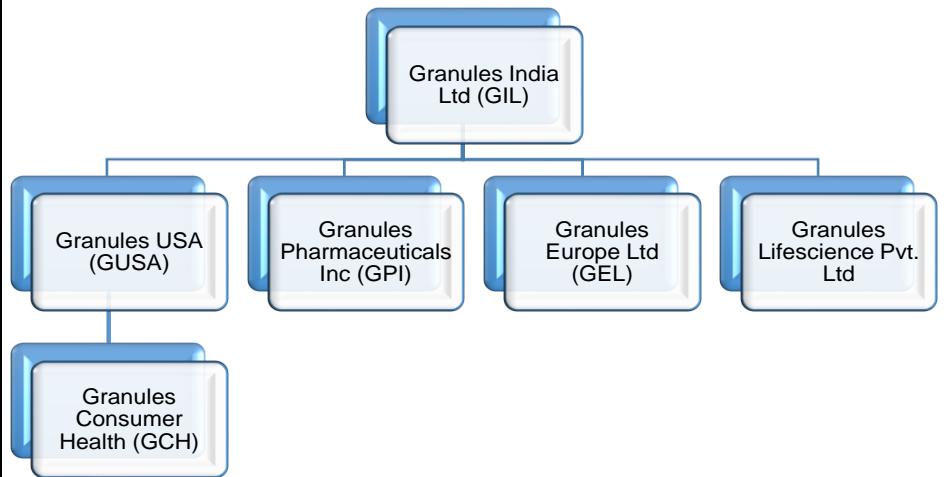 Granules India
Ltd (GIL)
Granules USA
(GUSA)
Granules
Pharmaceuticals
Inc (GPI)
Granules
Europe Ltd
(GEL)
Granules
Lifescience Pvt.
Ltd
Granules
Consumer
Health (GCH)